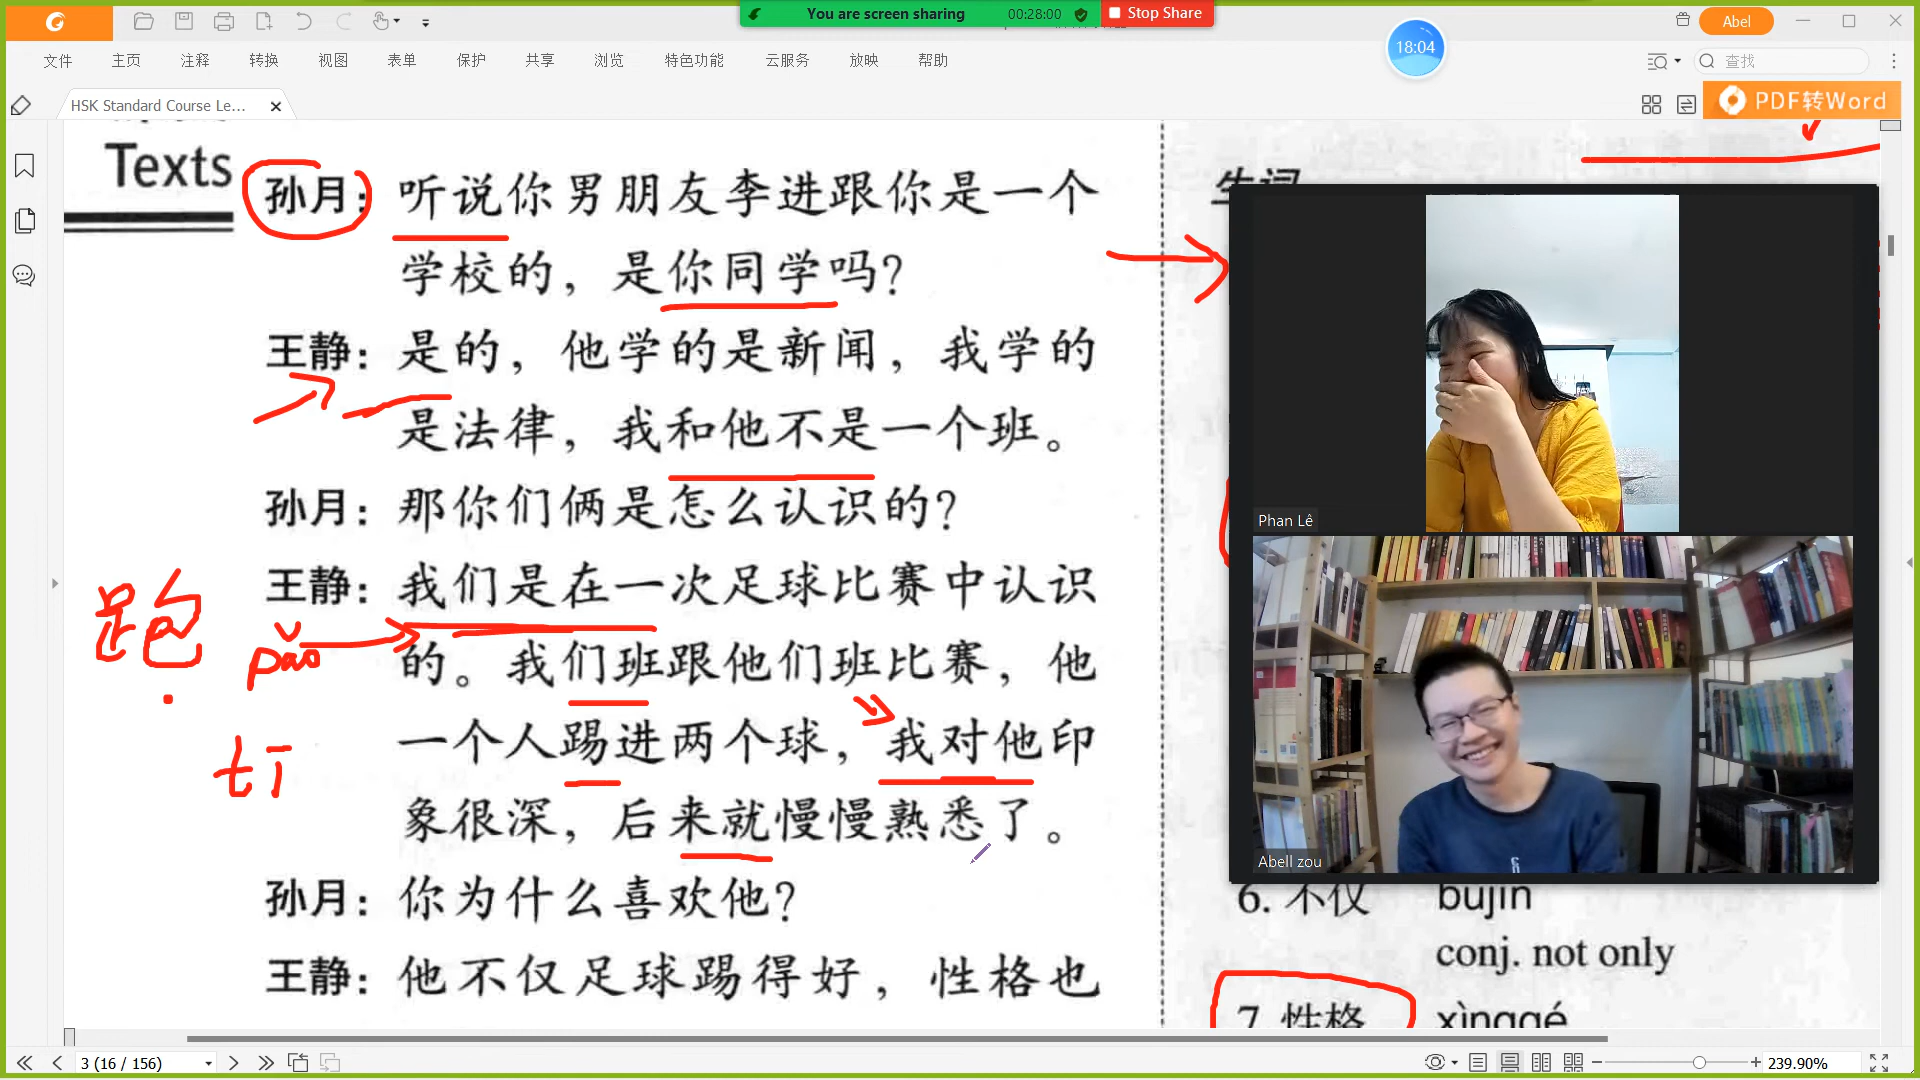 You are screen sharing 00:28:00 Stop Share
Abel
18:04
文件 主页 注释 转换 视图 表单 保护 共享 浏览 特色功能 云服务 放映 帮助
查找
HSK Standard Course Le...
PDF转Word
Texts
孙月：听说你男朋友李进跟你是一个
学校的，是你同学吗？
王静：是的，他学的是新闻，我学的
是法律，我和他不是一个班。
孙月：那你们俩是怎么认识的？
王静：我们是在一次足球比赛中认识
的。我们班跟他们班比赛，他
一个人踢进两个球，我对他印
象很深，后来就慢慢熟悉了。
孙月：你为什么喜欢他？
王静：他不仅足球踢得好，性格也
跑
pǎo
tī
生词
Phan Lê
Abell zou
6. 不仅 bùjǐn
conj. not only
7. 性格 xìnggé
3 (16 / 156)
239.90%